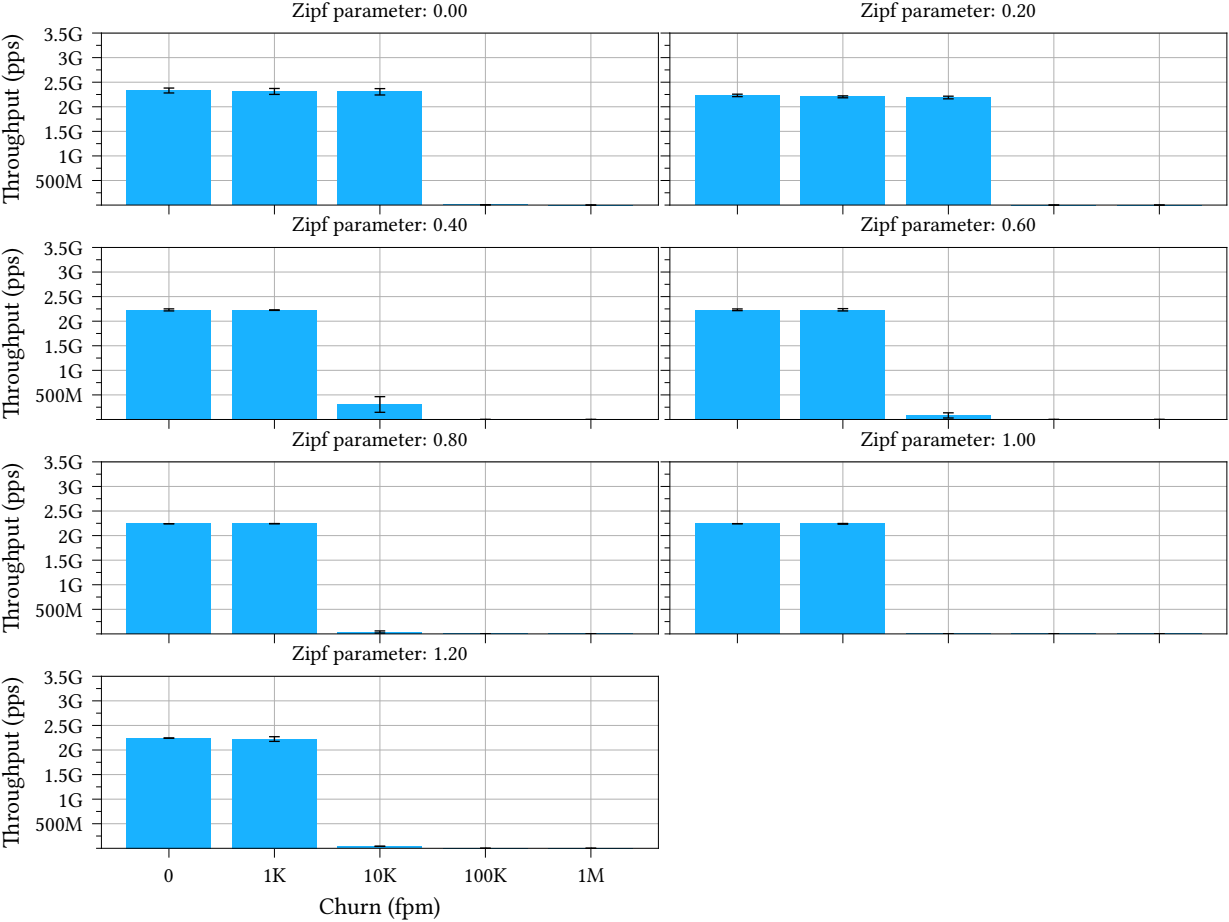 Zipf parameter: 0.00
Zipf parameter: 0.20
Throughput (pps)
3.5G
3G
2.5G
2G
1.5G
1G
500M
Zipf parameter: 0.40
Zipf parameter: 0.60
Throughput (pps)
3.5G
3G
2.5G
2G
1.5G
1G
500M
Zipf parameter: 0.80
Zipf parameter: 1.00
Throughput (pps)
3.5G
3G
2.5G
2G
1.5G
1G
500M
Zipf parameter: 1.20
Throughput (pps)
3.5G
3G
2.5G
2G
1.5G
1G
500M
0 1K 10K 100K 1M
Churn (fpm)